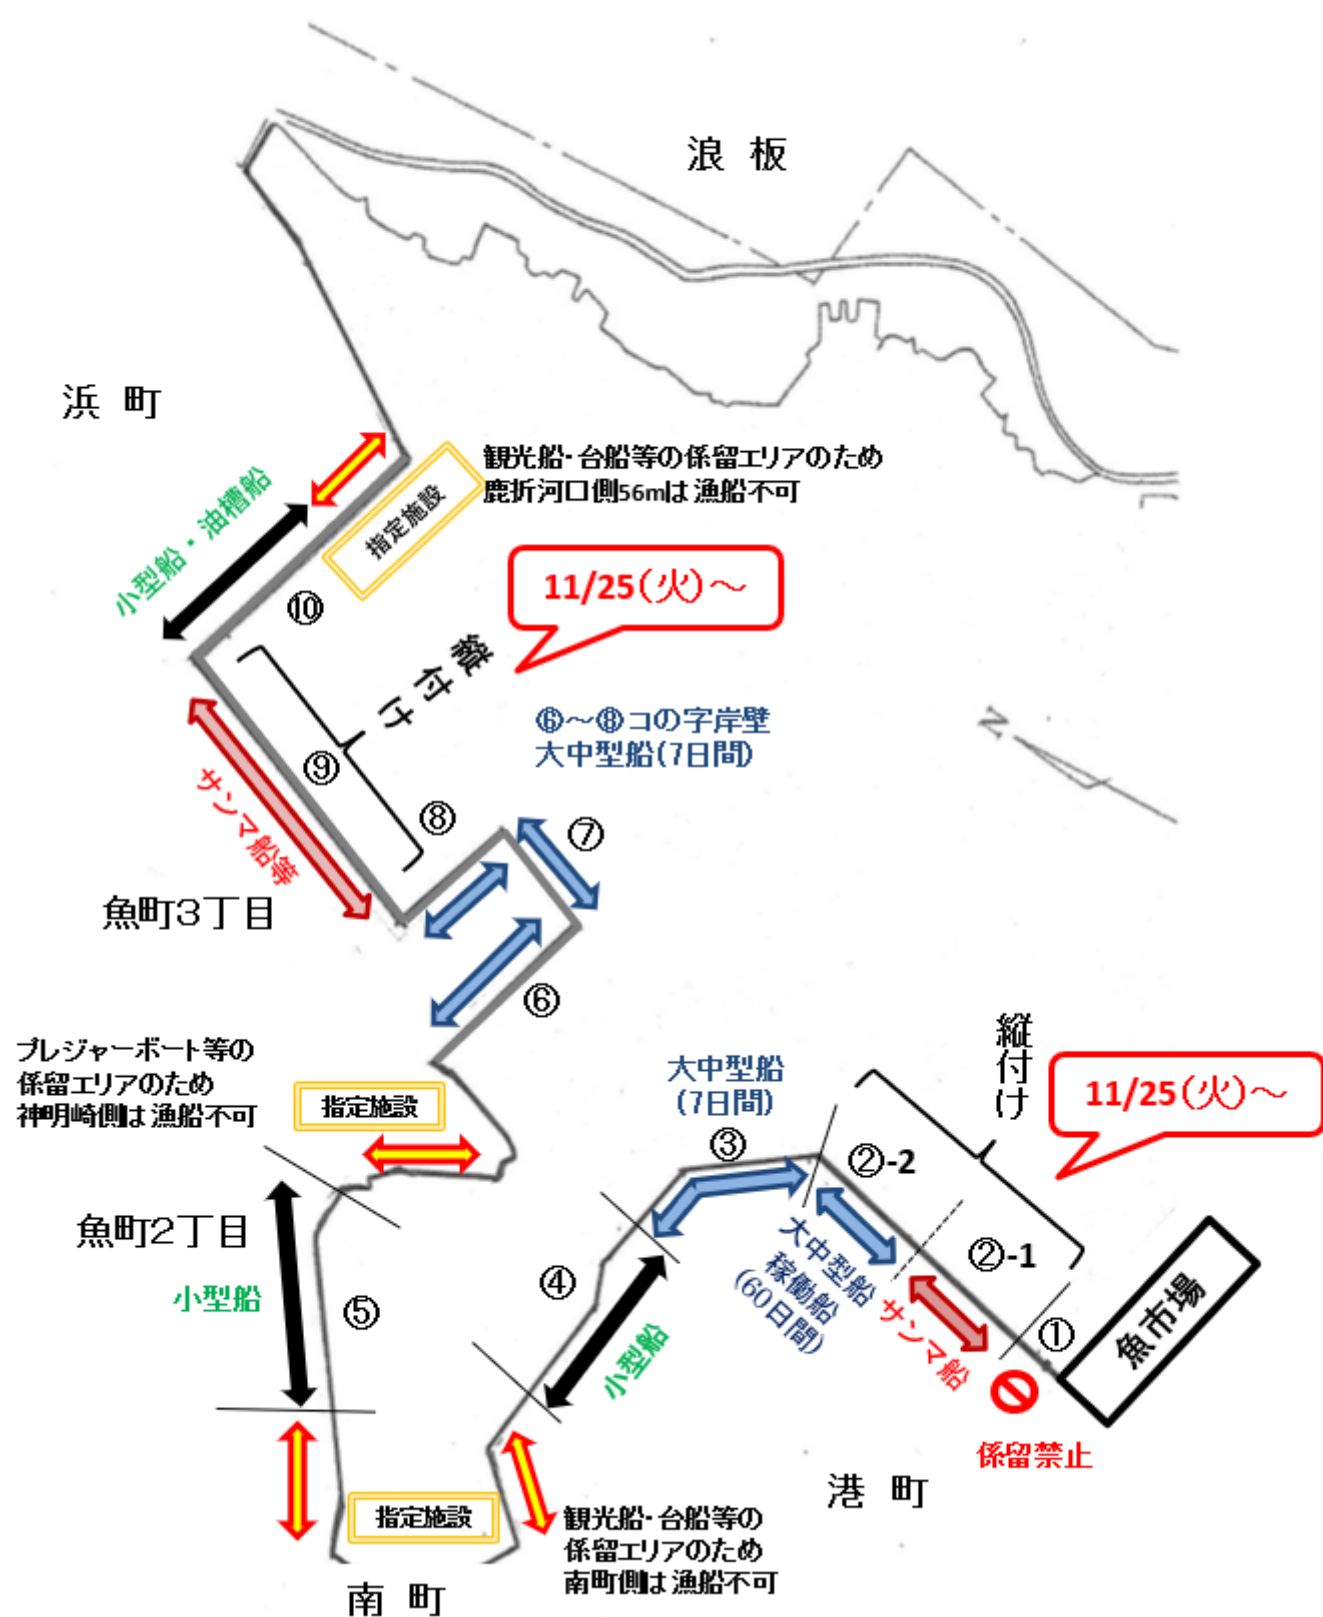 浪 板
浜 町
観光船・台船等の係留エリアのため
鹿折河口側56mは漁船不可
指定施設
小型船・油槽船
11/25(火)~
⑩
縦付け
⑥~⑧コの字岸壁
大中型船(7日間)
N
⑨
⑧
⑦
サンマ船等
魚町3丁目
⑥
プレジャーボート等の
係留エリアのため
神明崎側は漁船不可
指定施設
大中型船
(7日間)
縦付け
11/25(火)~
③
②-2
②-1
①
魚市場
魚町2丁目
小型船
⑤
④
小型船
大中型船
稼働船
(60日間)
サンマ船
係留禁止
港 町
指定施設
観光船・台船等の
係留エリアのため
南町側は漁船不可
南 町